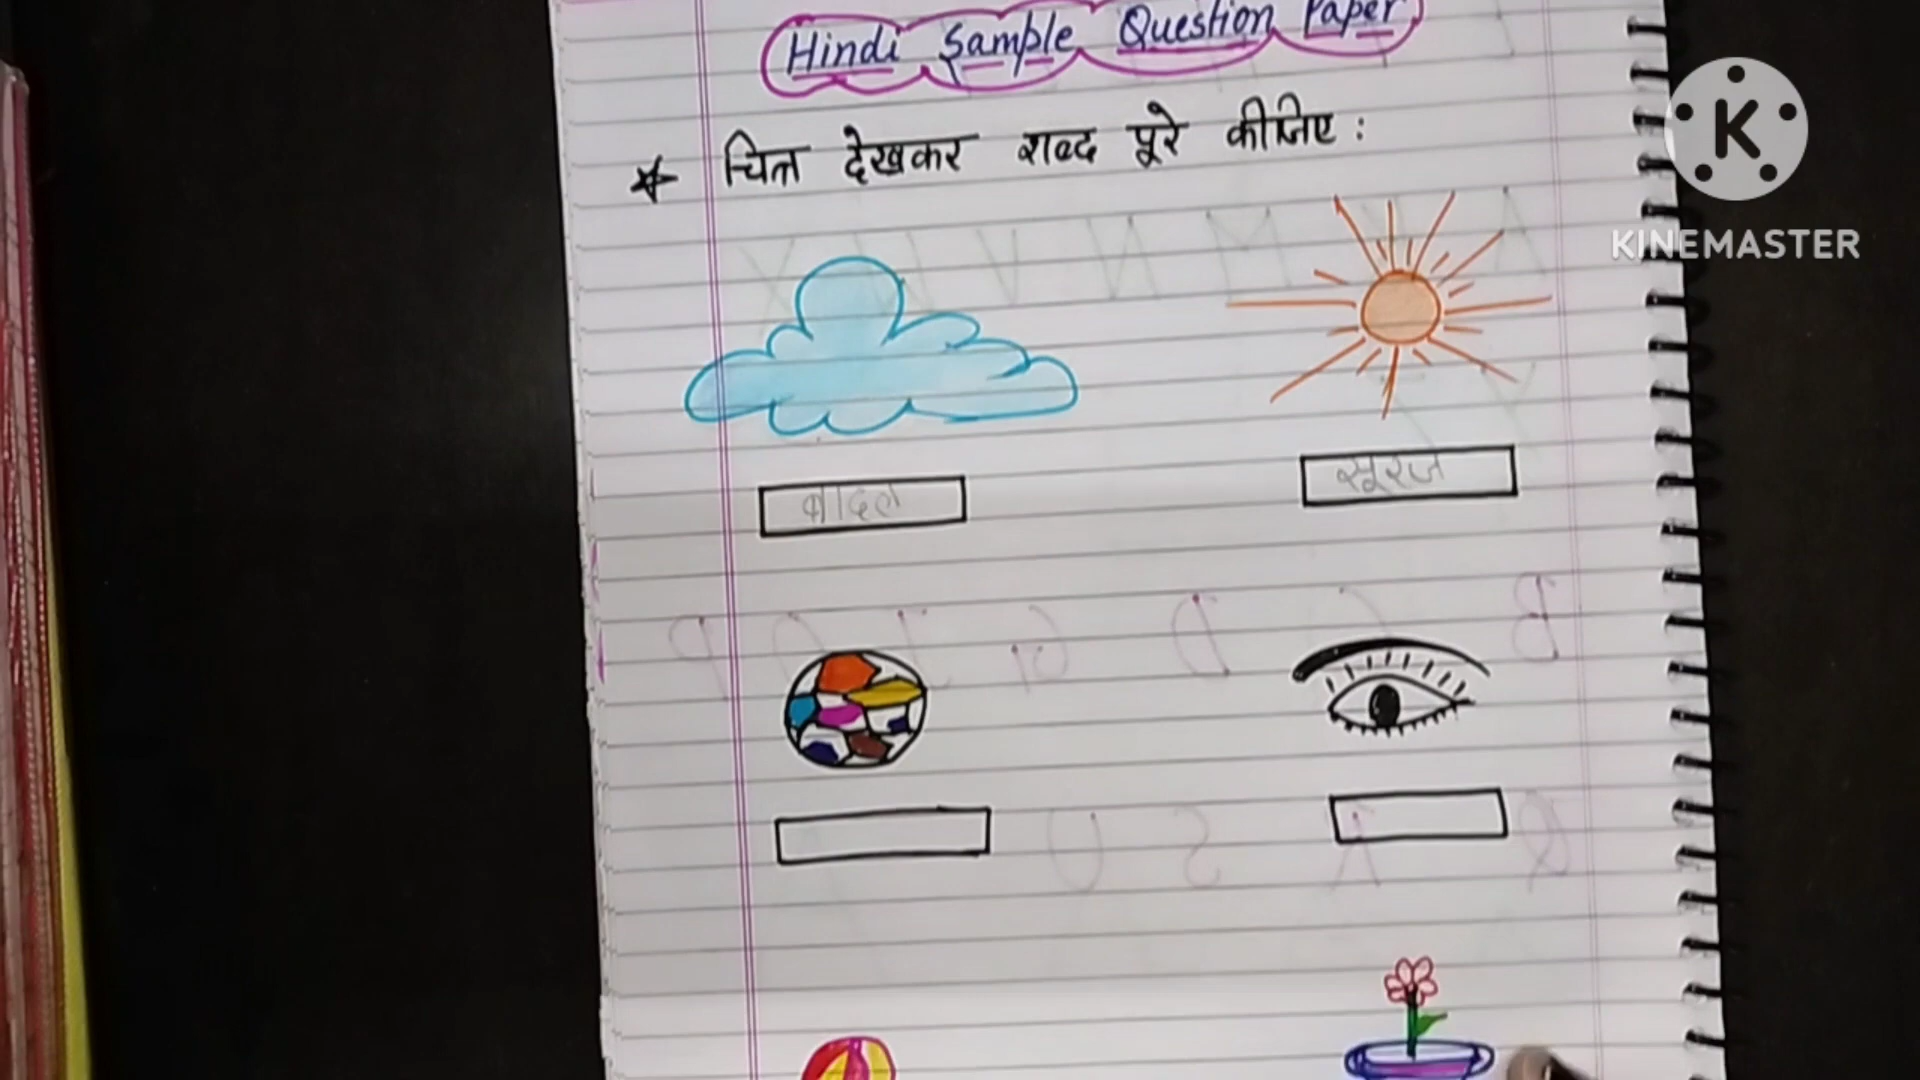 Hindi Sample Question Paper
चित्र देखकर शब्द पूरे कीजिए :
K
KINEMASTER
बादल
सूरज